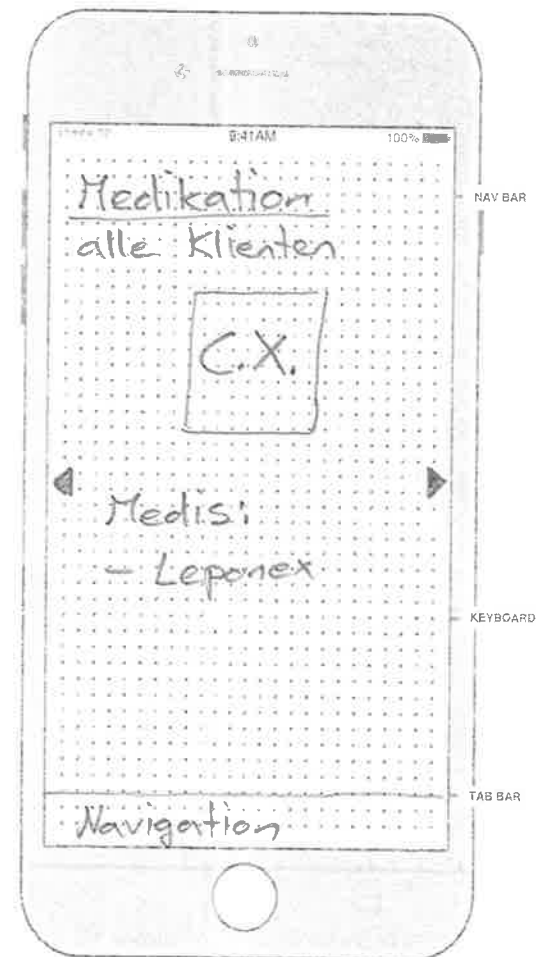 9:41AM 100%
NAV BAR
Medikation
alle Klienten
C.X.
Medis:
- Leponex
KEYBOARD
TAB BAR
Navigation